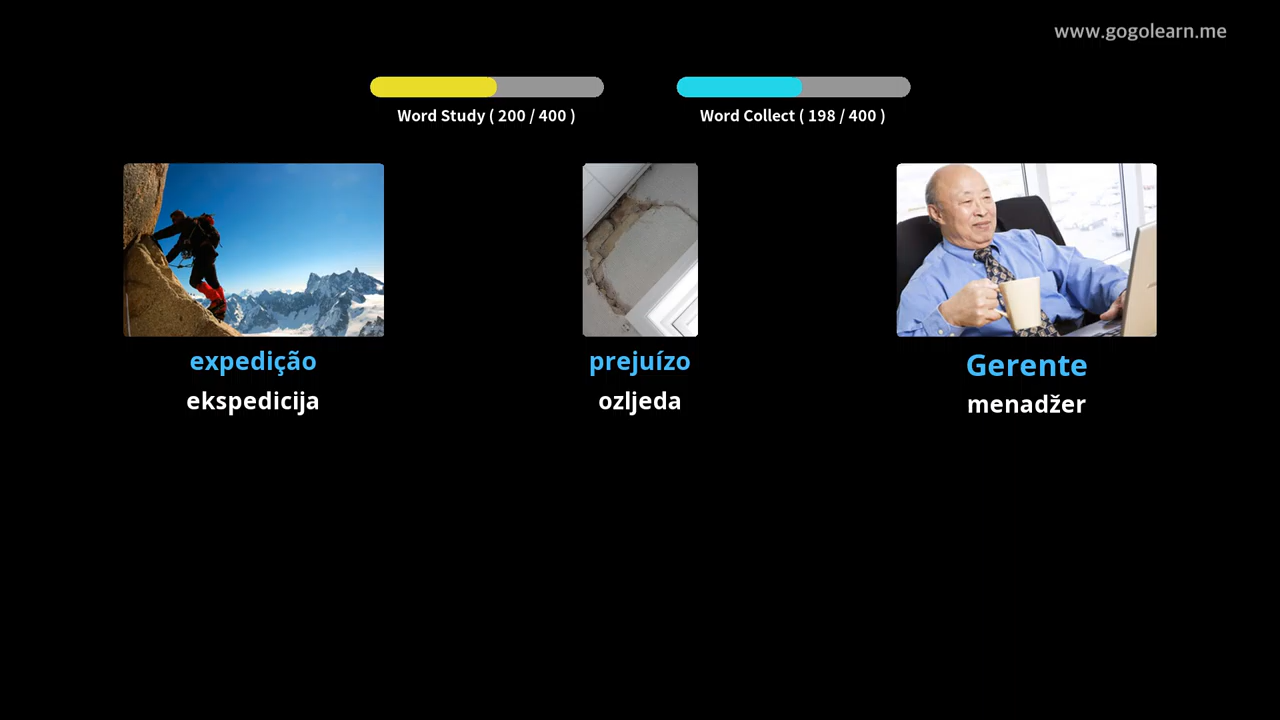 www.gogolearn.me
Word Study ( 200 / 400 )
Word Collect ( 198 / 400 )
expedição
ekspedicija
prejuízo
ozljeda
Gerente
menadžer